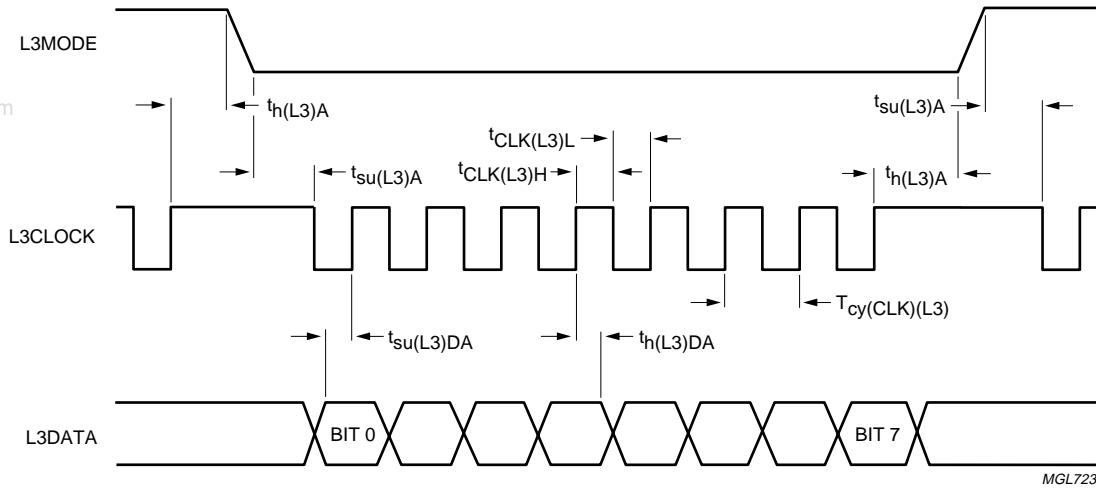 L3MODE
m
th(L3)A
tsu(L3)A
tCLK(L3)L
tsu(L3)A
tCLK(L3)H
th(L3)A
L3CLOCK
Tcy(CLK)(L3)
tsu(L3)DA
th(L3)DA
L3DATA
BIT 0
BIT 7
MGL723